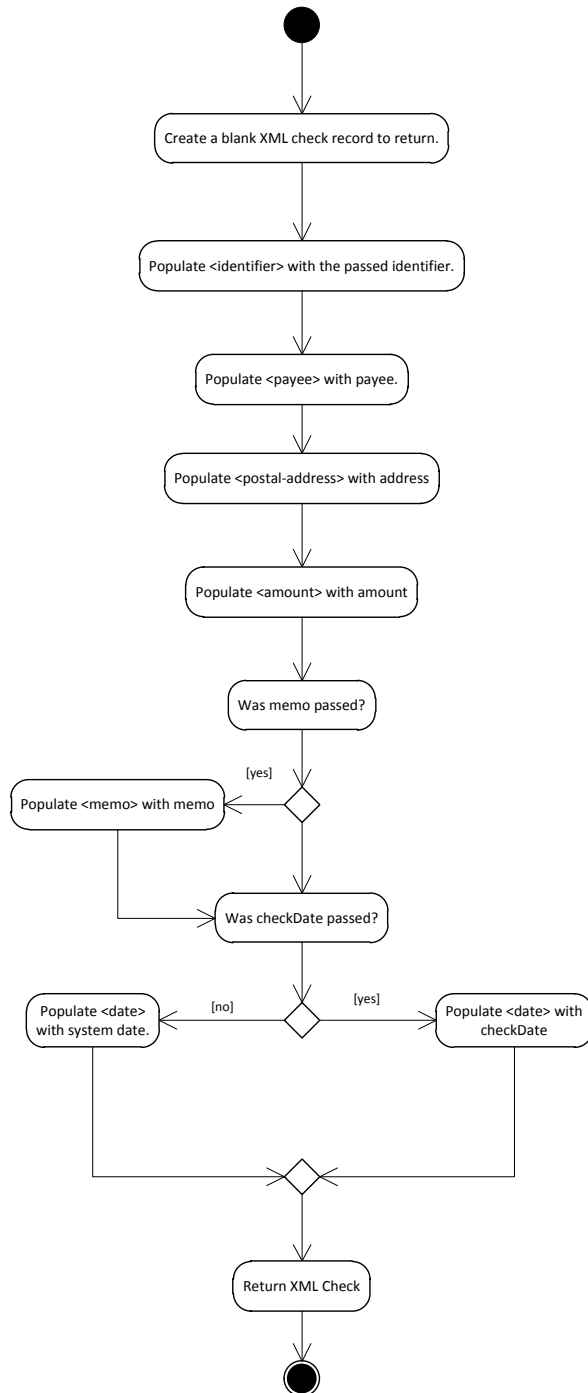 Create a blank XML check record to return.
Populate <identifier> with the passed identifier.
Populate <payee> with payee.
Populate <postal-address> with address
Populate <amount> with amount
Was memo passed?
[yes]
Populate <memo> with memo
Was checkDate passed?
[no]
[yes]
Populate <date>
with system date.
Populate <date> with
checkDate
Return XML Check